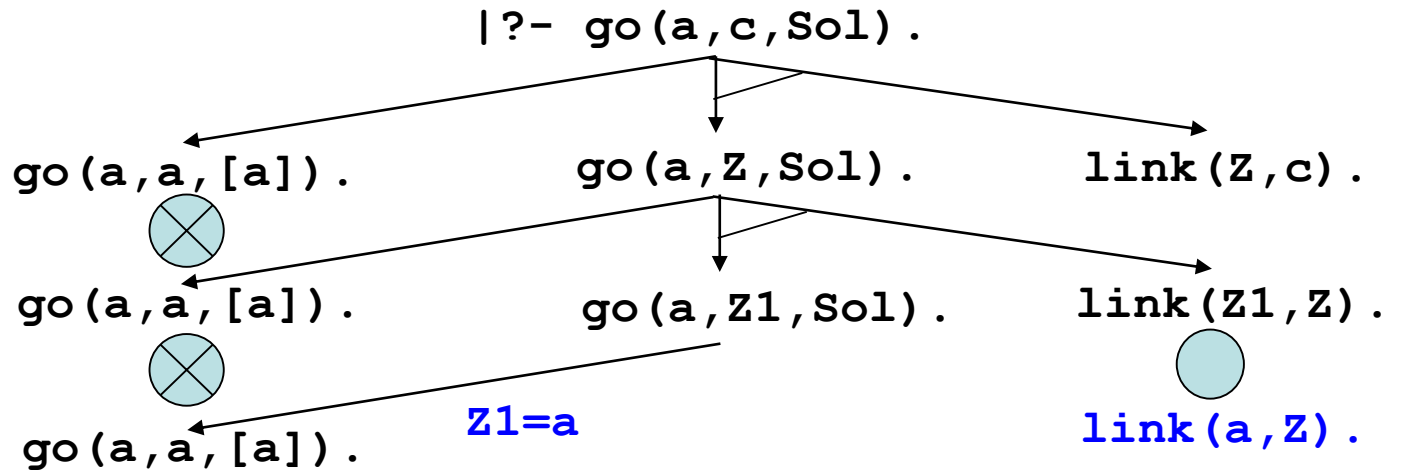 |?- go(a,c,Sol).
go(a,a,[a]). go(a,Z,Sol). link(Z,c).
go(a,a,[a]). go(a,Z1,Sol). link(Z1,Z).
Z1=a link(a,Z).
go(a,a,[a]).